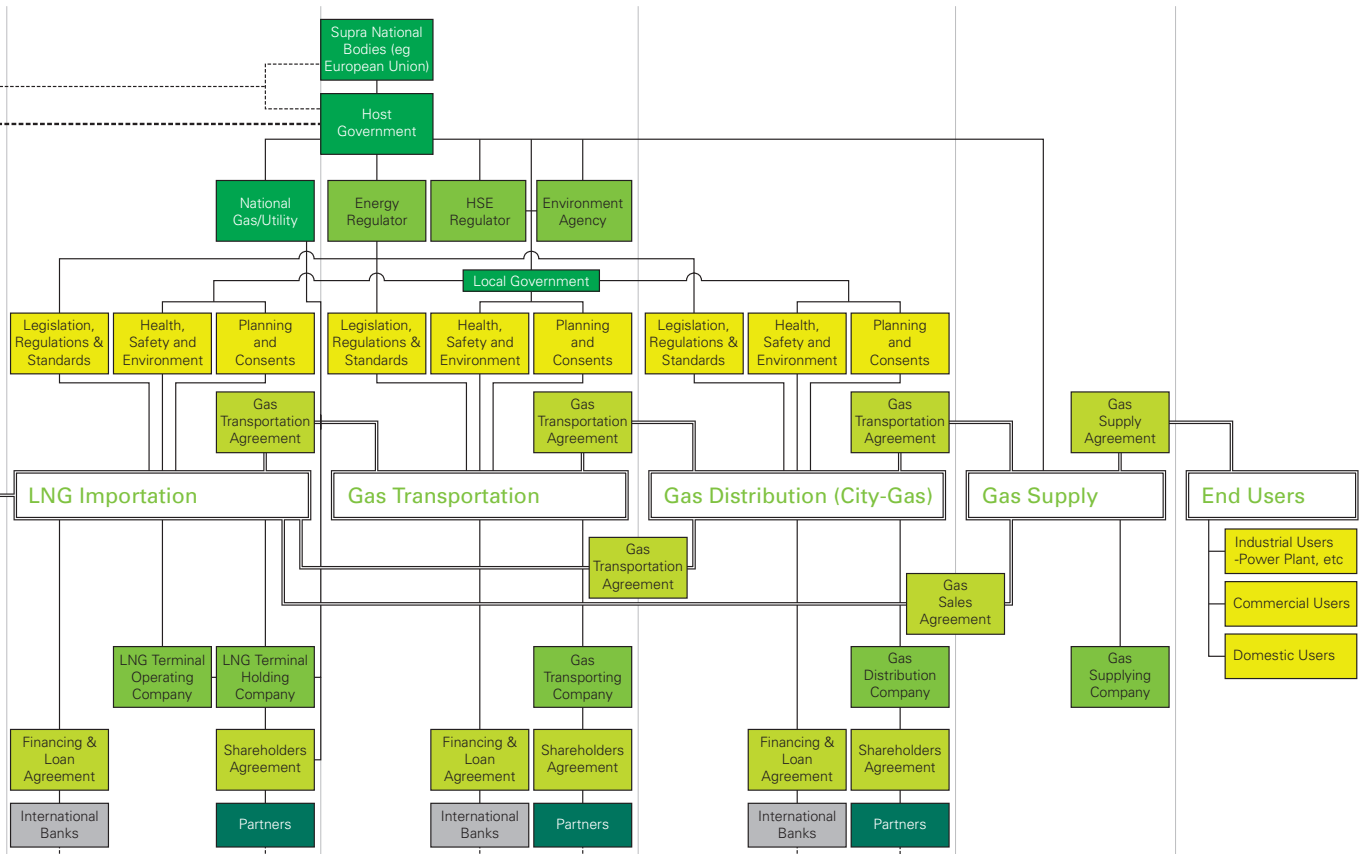 Supra National
Bodies (eg
European Union)
Host
Government
National
Gas/Utility
Energy
Regulator
HSE
Regulator
Environment
Agency
Local Government
Legislation,
Regulations &
Standards
Health,
Safety and
Environment
Planning
and
Consents
Legislation,
Regulations &
Standards
Health,
Safety and
Environment
Planning
and
Consents
Legislation,
Regulations &
Standards
Health,
Safety and
Environment
Planning
and
Consents
Gas
Transportation
Agreement
Gas
Transportation
Agreement
Gas
Transportation
Agreement
Gas
Supply
Agreement
LNG Importation
Gas Transportation
Gas Distribution (City-Gas)
Gas Supply
End Users
Gas
Transportation
Agreement
Gas
Sales
Agreement
Industrial Users
-Power Plant, etc
Commercial Users
Domestic Users
LNG Terminal
Operating
Company
LNG Terminal
Holding
Company
Gas
Transporting
Company
Gas
Distribution
Company
Gas
Supplying
Company
Financing &
Loan
Agreement
Shareholders
Agreement
Financing &
Loan
Agreement
Shareholders
Agreement
Financing &
Loan
Agreement
Shareholders
Agreement
International
Banks
Partners
International
Banks
Partners
International
Banks
Partners